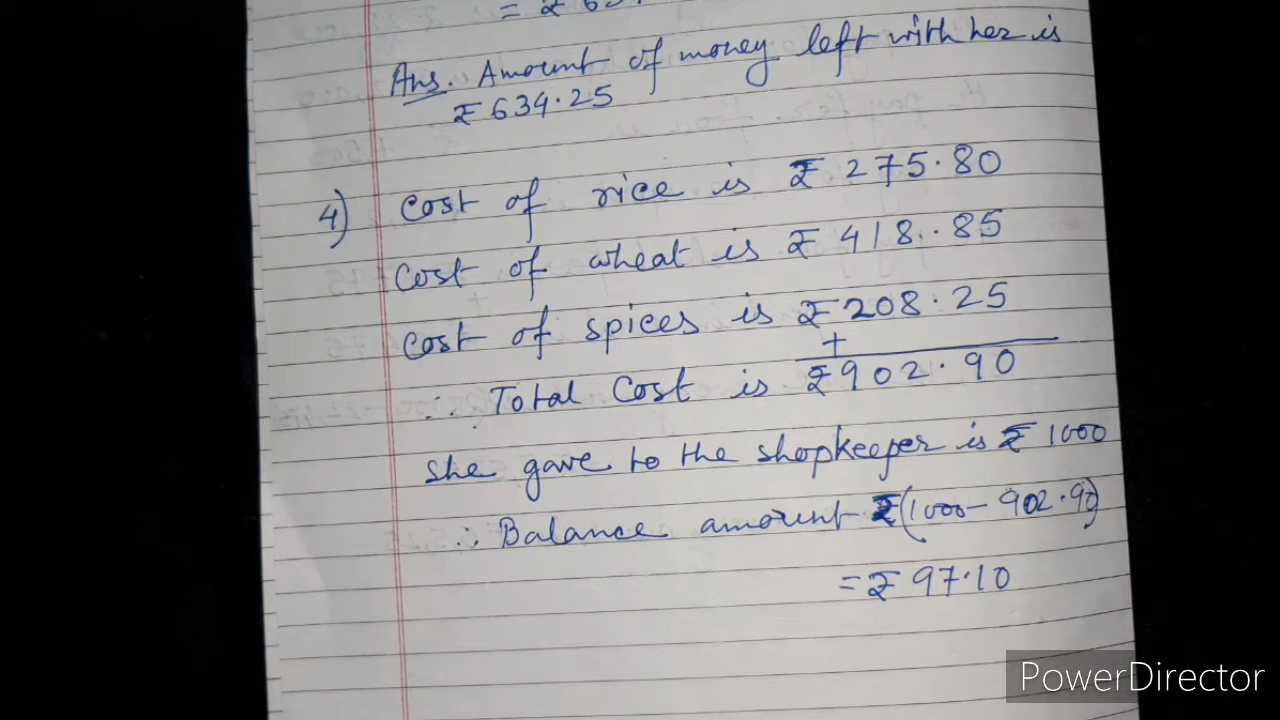 Ans. Amount of money left with her is
₹ 634.25
4) Cost of rice is ₹ 275.80
Cost of wheat is ₹ 418..85
Cost of spices is ₹ 208.25
+
∴ Total Cost is ₹ 902.90
She gave to the shopkeeper is ₹ 1000
∴ Balance amount ₹(1000 - 902.90)
= ₹ 97.10
PowerDirector